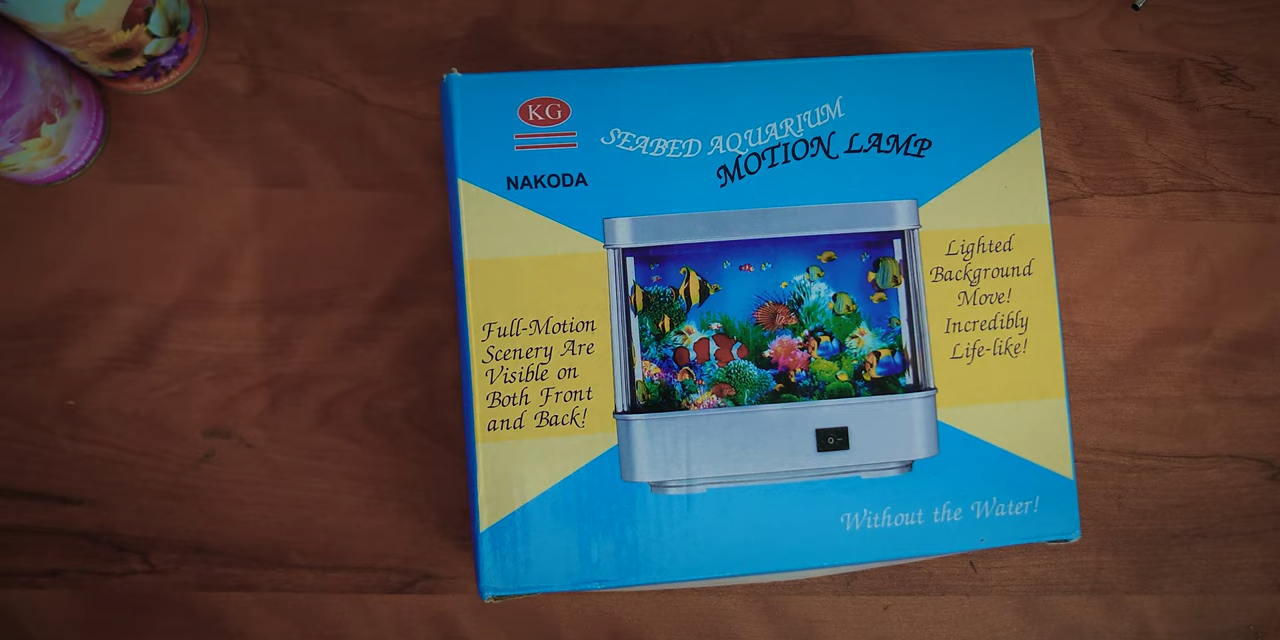 KG
NAKODA
SEABED AQUARIUM
MOTION LAMP
Full-Motion
Scenery Are
Visible on
Both Front
and Back!
Lighted
Background
Move!
Incredibly
Life-like!
Without the Water!